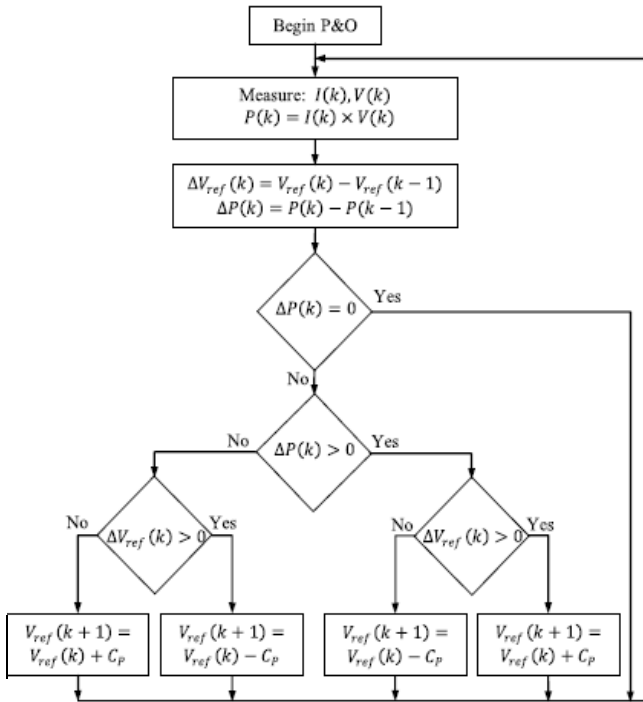 Begin P&O
Measure: I(k), V(k)
P(k) = I(k) × V(k)
ΔV_ref(k) = V_ref(k) − V_ref(k − 1)
ΔP(k) = P(k) − P(k − 1)
ΔP(k) = 0
Yes
No
No
ΔP(k) > 0
Yes
No
ΔV_ref(k) > 0
Yes
No
ΔV_ref(k) > 0
Yes
V_ref(k + 1) =
V_ref(k) + C_P
V_ref(k + 1) =
V_ref(k) − C_P
V_ref(k + 1) =
V_ref(k) − C_P
V_ref(k + 1) =
V_ref(k) + C_P